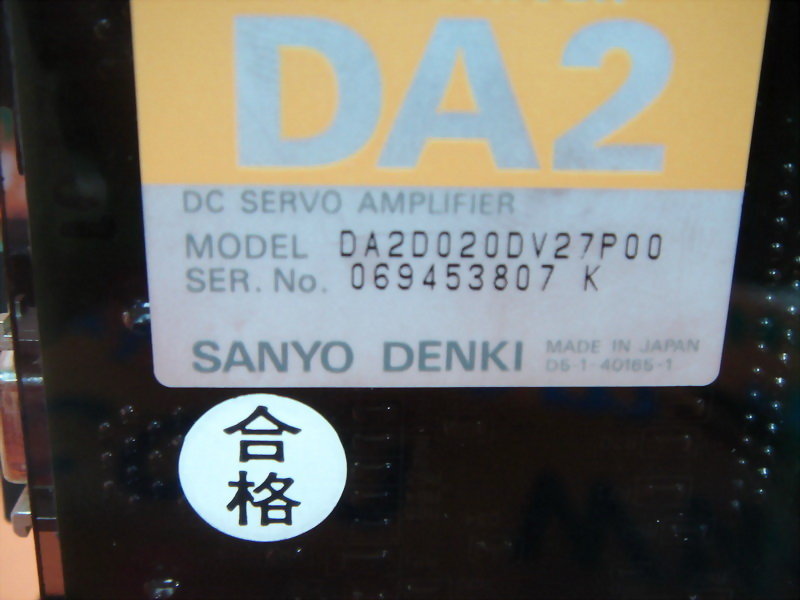 DA2
DC SERVO AMPLIFIER
MODEL DA2D020DV27P00
SER. No. 069453807 K
SANYO DENKI MADE IN JAPAN
D5-1-40165-1
合
格